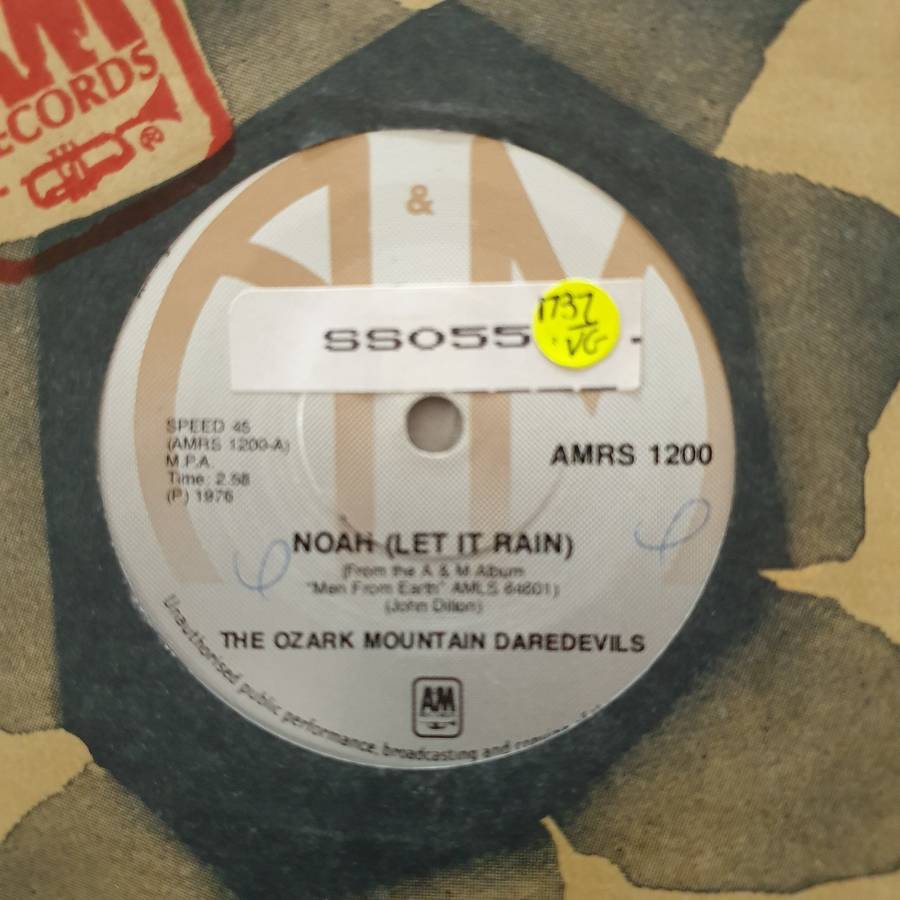 RECORDS
®
&
SS055
1737
VG
SPEED 45
(AMRS 1200-A)
M.P.A.
Time: 2.58
(P) 1976
AMRS 1200
NOAH (LET IT RAIN)
(From the A & M Album
"Men From Earth" AMLS 64601)
(John Dillon)
THE OZARK MOUNTAIN DAREDEVILS
A&M
Unauthorised public performance, broadcasting and